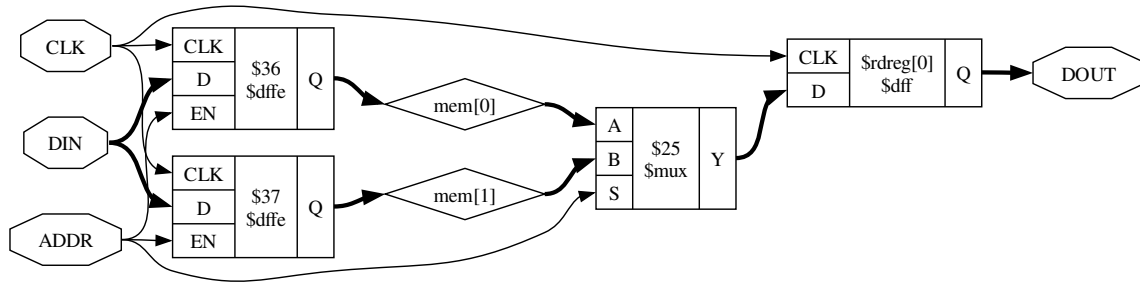 CLK
DIN
ADDR
CLK
D
EN
$36
$dffe
Q
CLK
D
EN
$37
$dffe
Q
mem[0]
mem[1]
A
B
S
$25
$mux
Y
CLK
D
$rdreg[0]
$dff
Q
DOUT